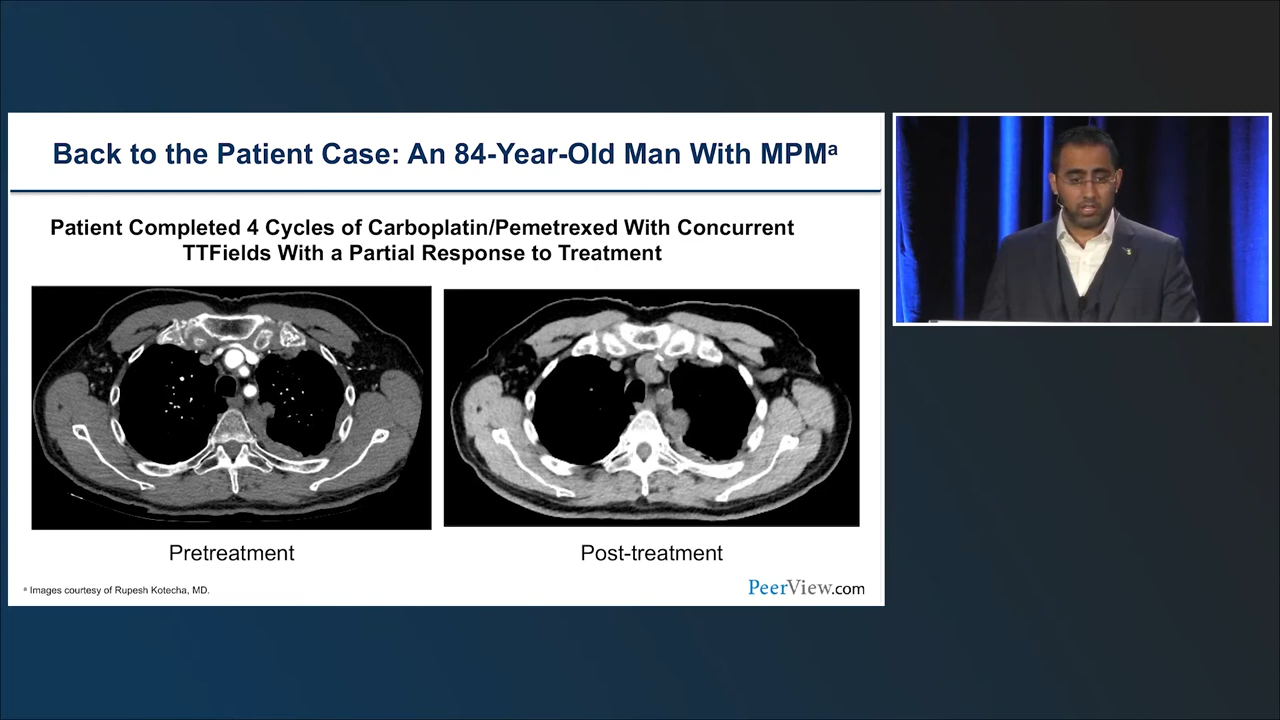 Back to the Patient Case: An 84-Year-Old Man With MPMᵃ
Patient Completed 4 Cycles of Carboplatin/Pemetrexed With Concurrent
TTFields With a Partial Response to Treatment
Pretreatment
Post-treatment
ᵃ Images courtesy of Rupesh Kotecha, MD.
PeerView.com